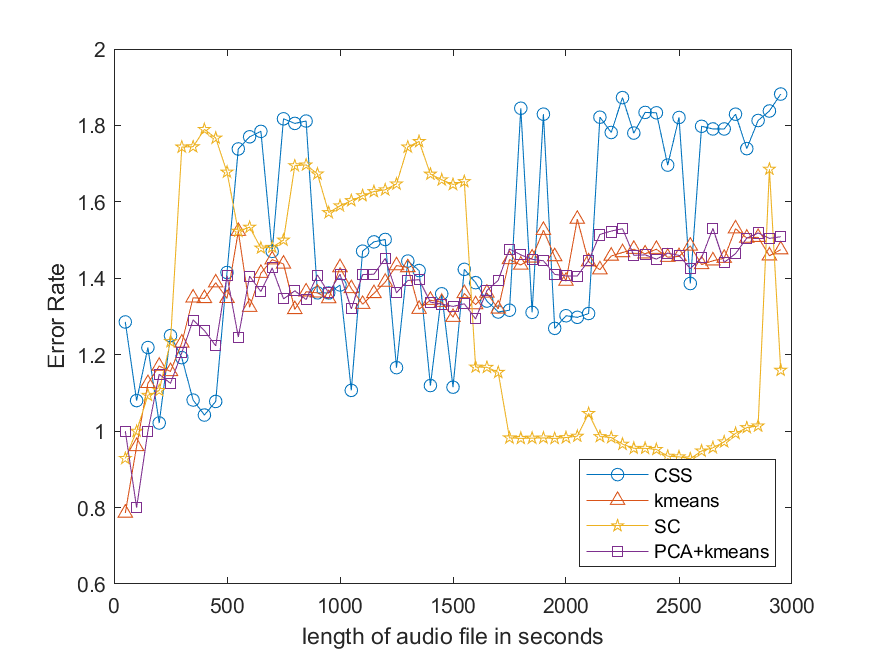 2
1.8
1.6
1.4
1.2
1
0.8
0.6
Error Rate
CSS
kmeans
SC
PCA+kmeans
0 500 1000 1500 2000 2500 3000
length of audio file in seconds